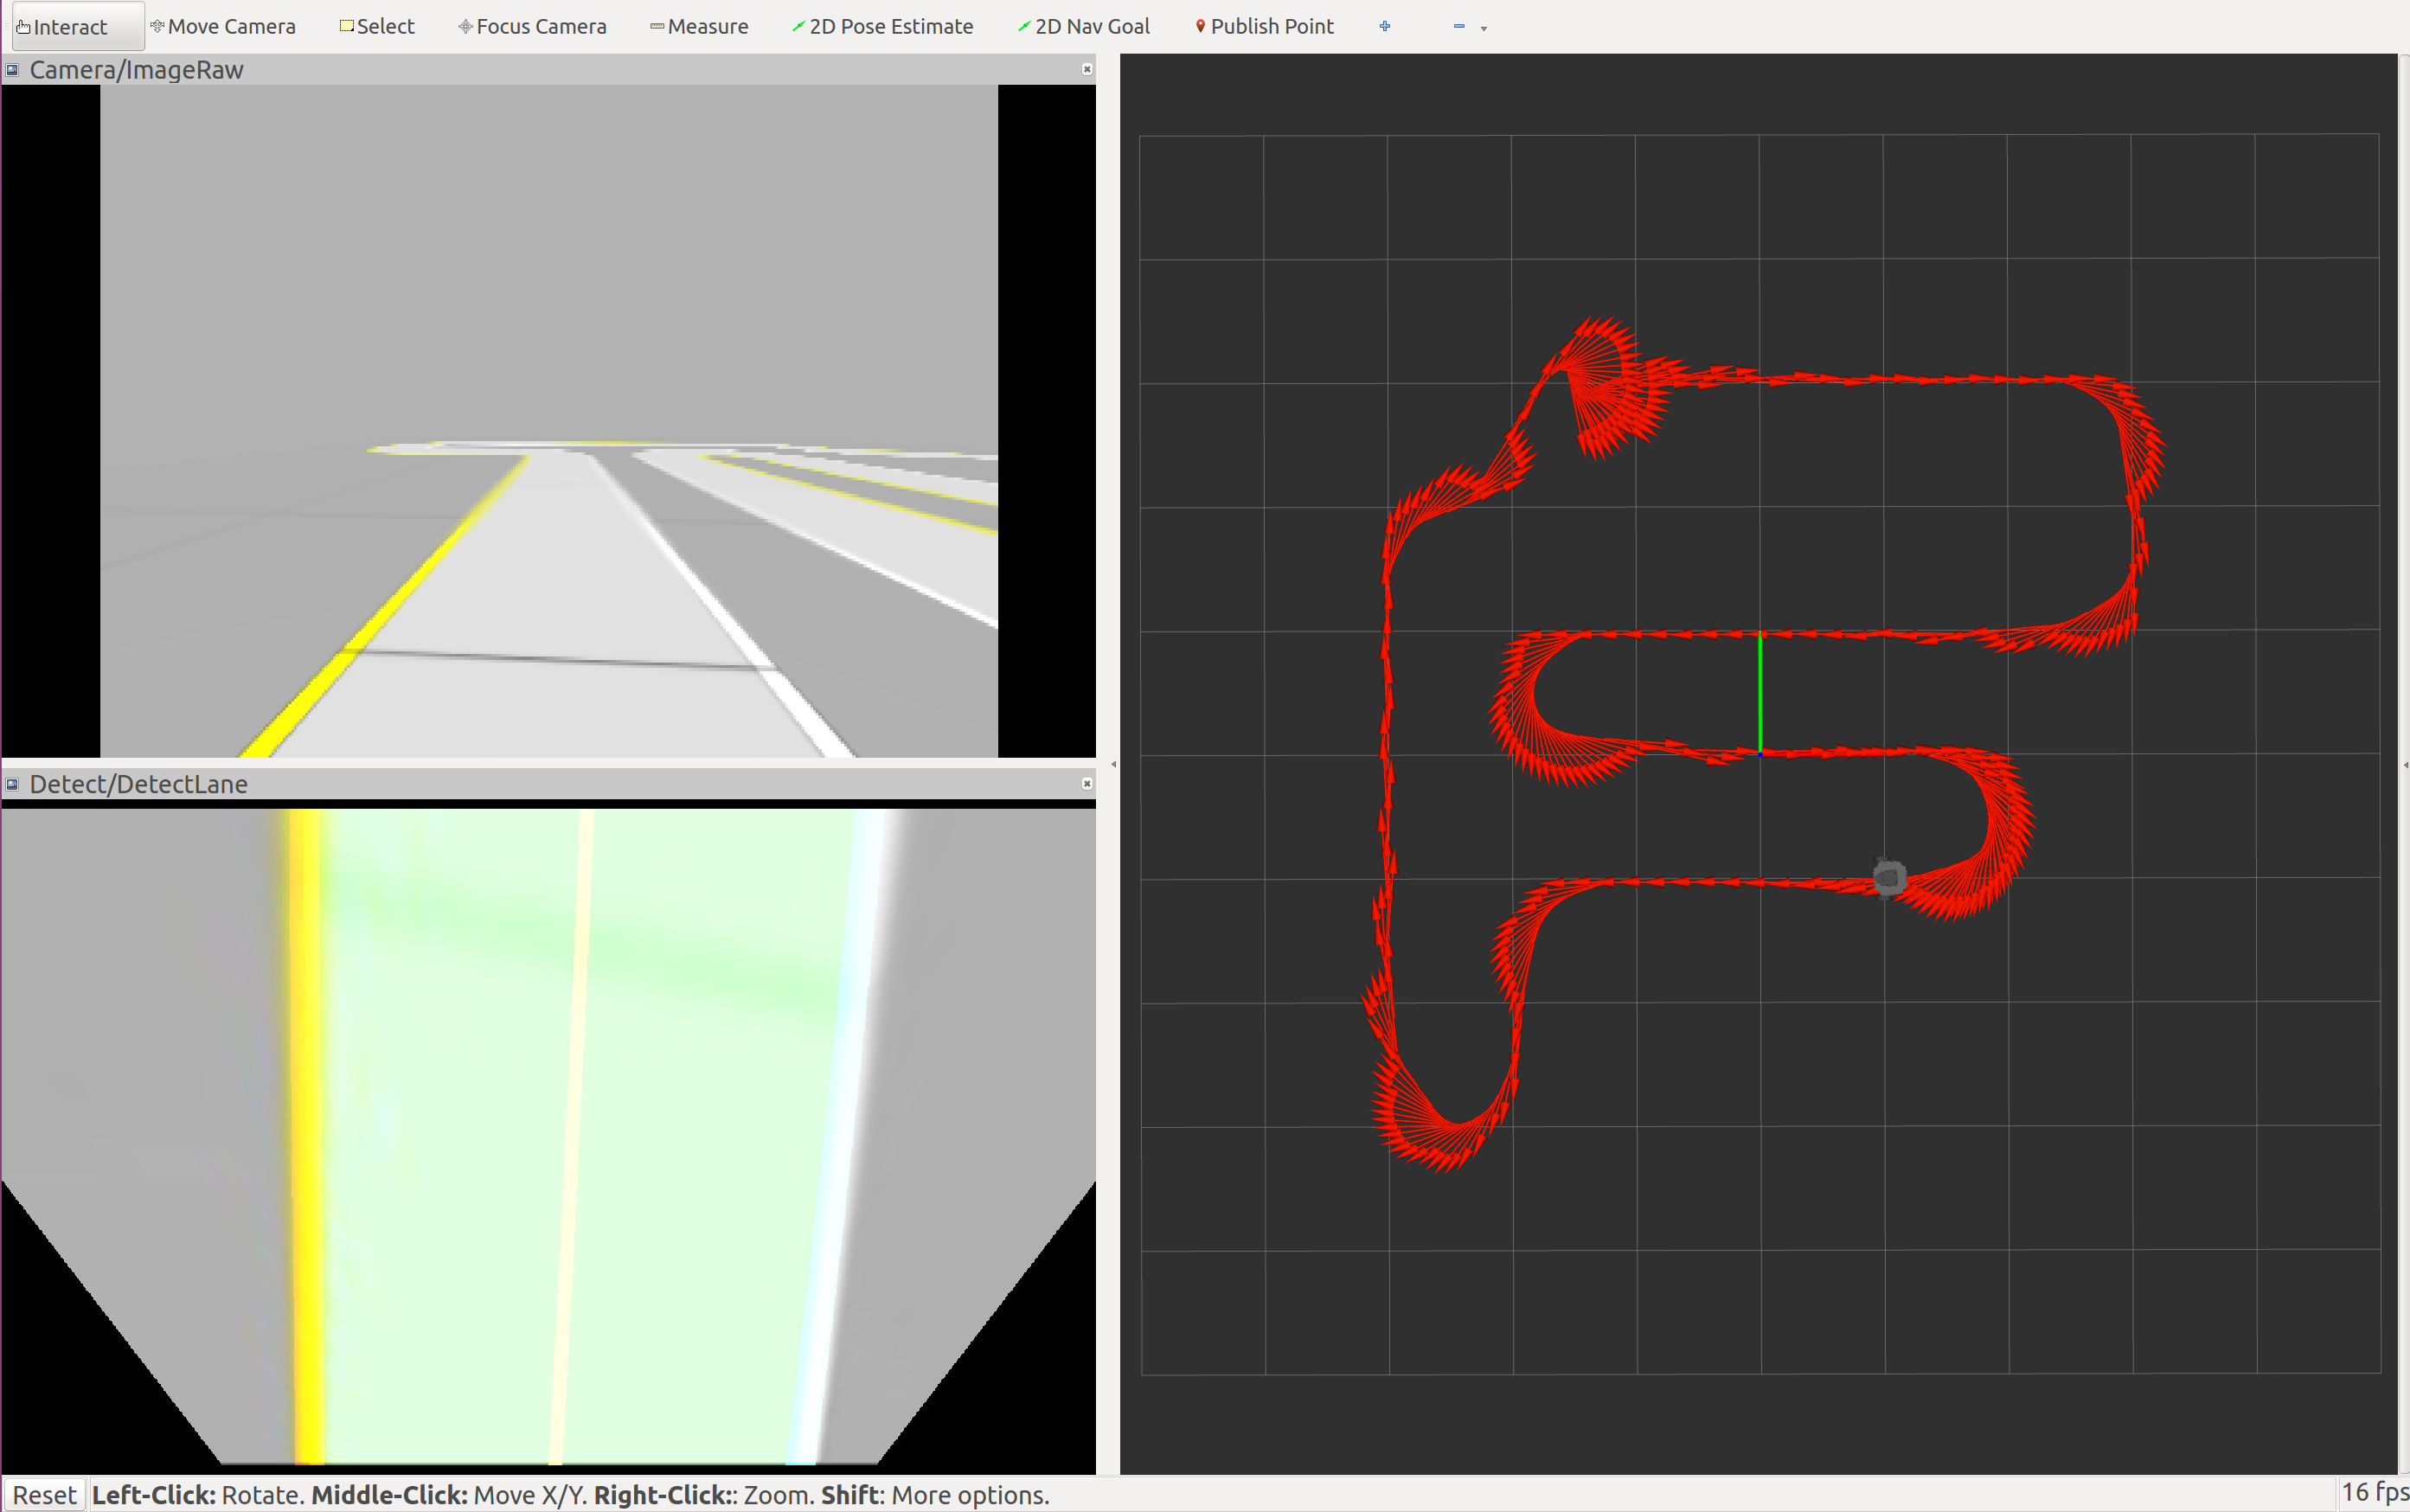 Interact Move Camera Select Focus Camera Measure 2D Pose Estimate 2D Nav Goal Publish Point
Camera/ImageRaw
Detect/DetectLane
Reset Left-Click: Rotate. Middle-Click: Move X/Y. Right-Click:: Zoom. Shift: More options. 16 fps